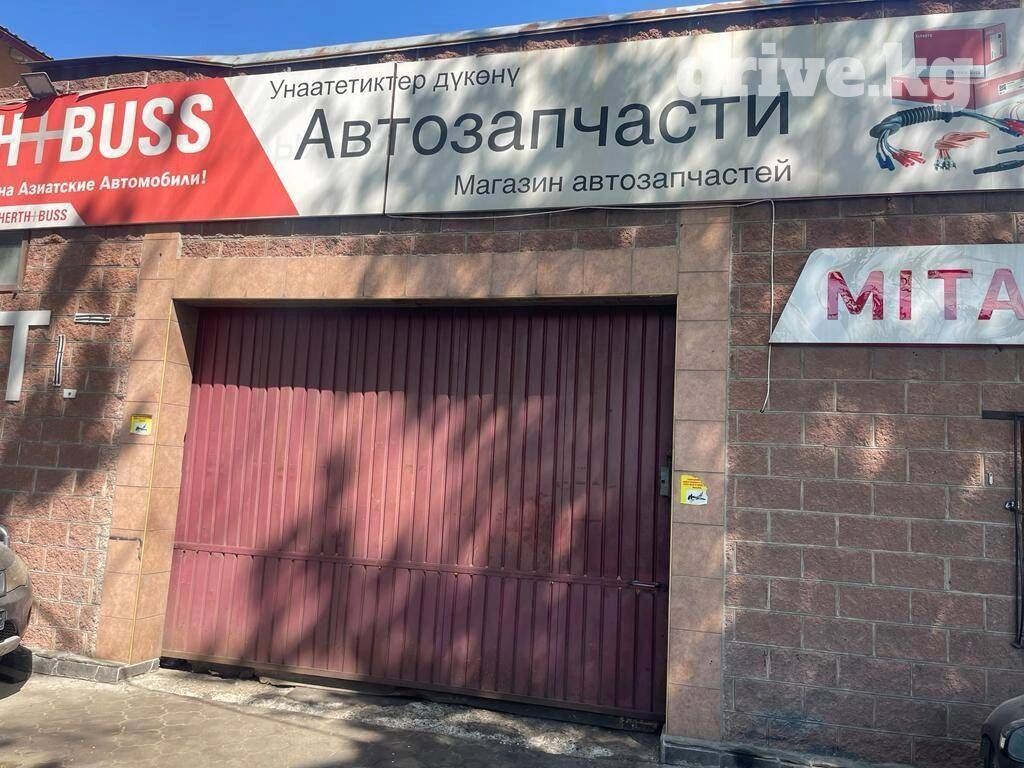 drive.kg
H+BUSS
на Азиатские Автомобили!
HERTH+BUSS
Унаатетиктер дүкөнү
Автозапчасти
Магазин автозапчастей
MITA
T